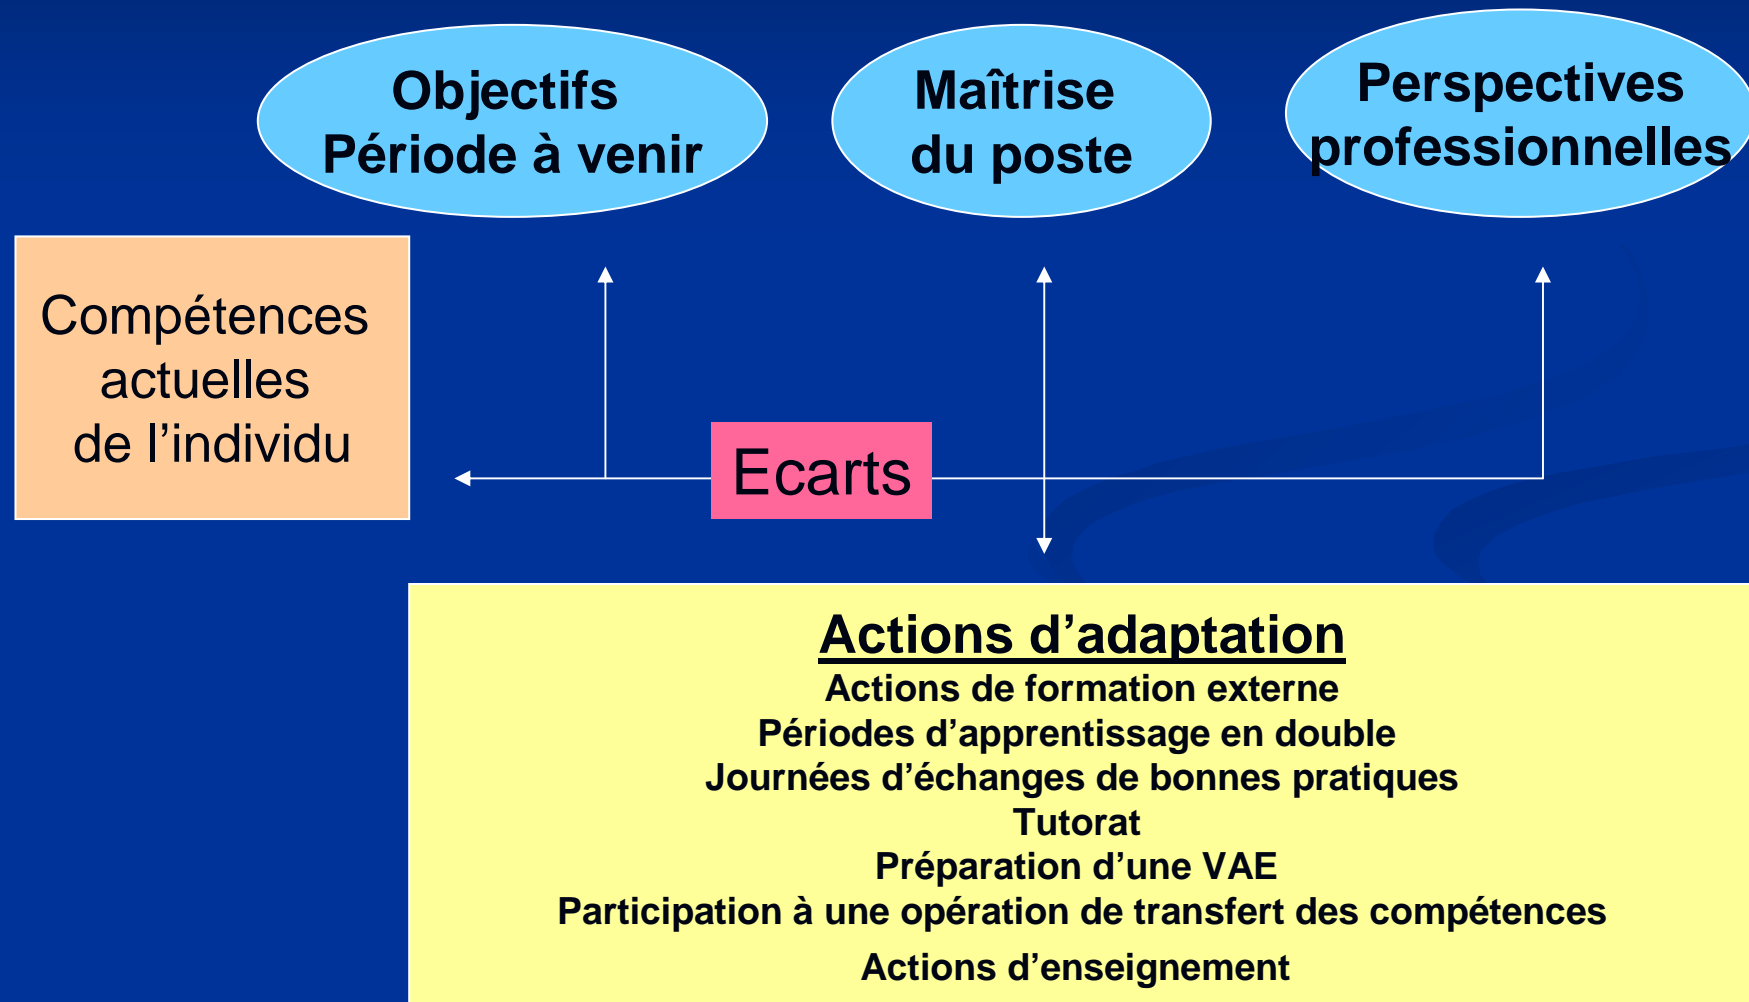 Objectifs
Période à venir
Maîtrise
du poste
Perspectives
professionnelles
Compétences
actuelles
de l’individu
Ecarts
Actions d’adaptation
Actions de formation externe
Périodes d’apprentissage en double
Journées d’échanges de bonnes pratiques
Tutorat
Préparation d’une VAE
Participation à une opération de transfert des compétences
Actions d’enseignement